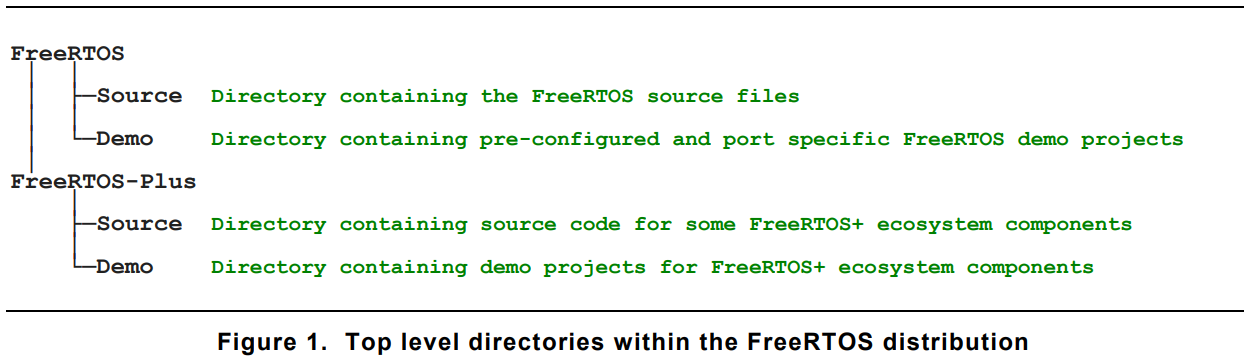 FreeRTOS
Source Directory containing the FreeRTOS source files
Demo Directory containing pre-configured and port specific FreeRTOS demo projects
FreeRTOS-Plus
Source Directory containing source code for some FreeRTOS+ ecosystem components
Demo Directory containing demo projects for FreeRTOS+ ecosystem components
Figure 1. Top level directories within the FreeRTOS distribution